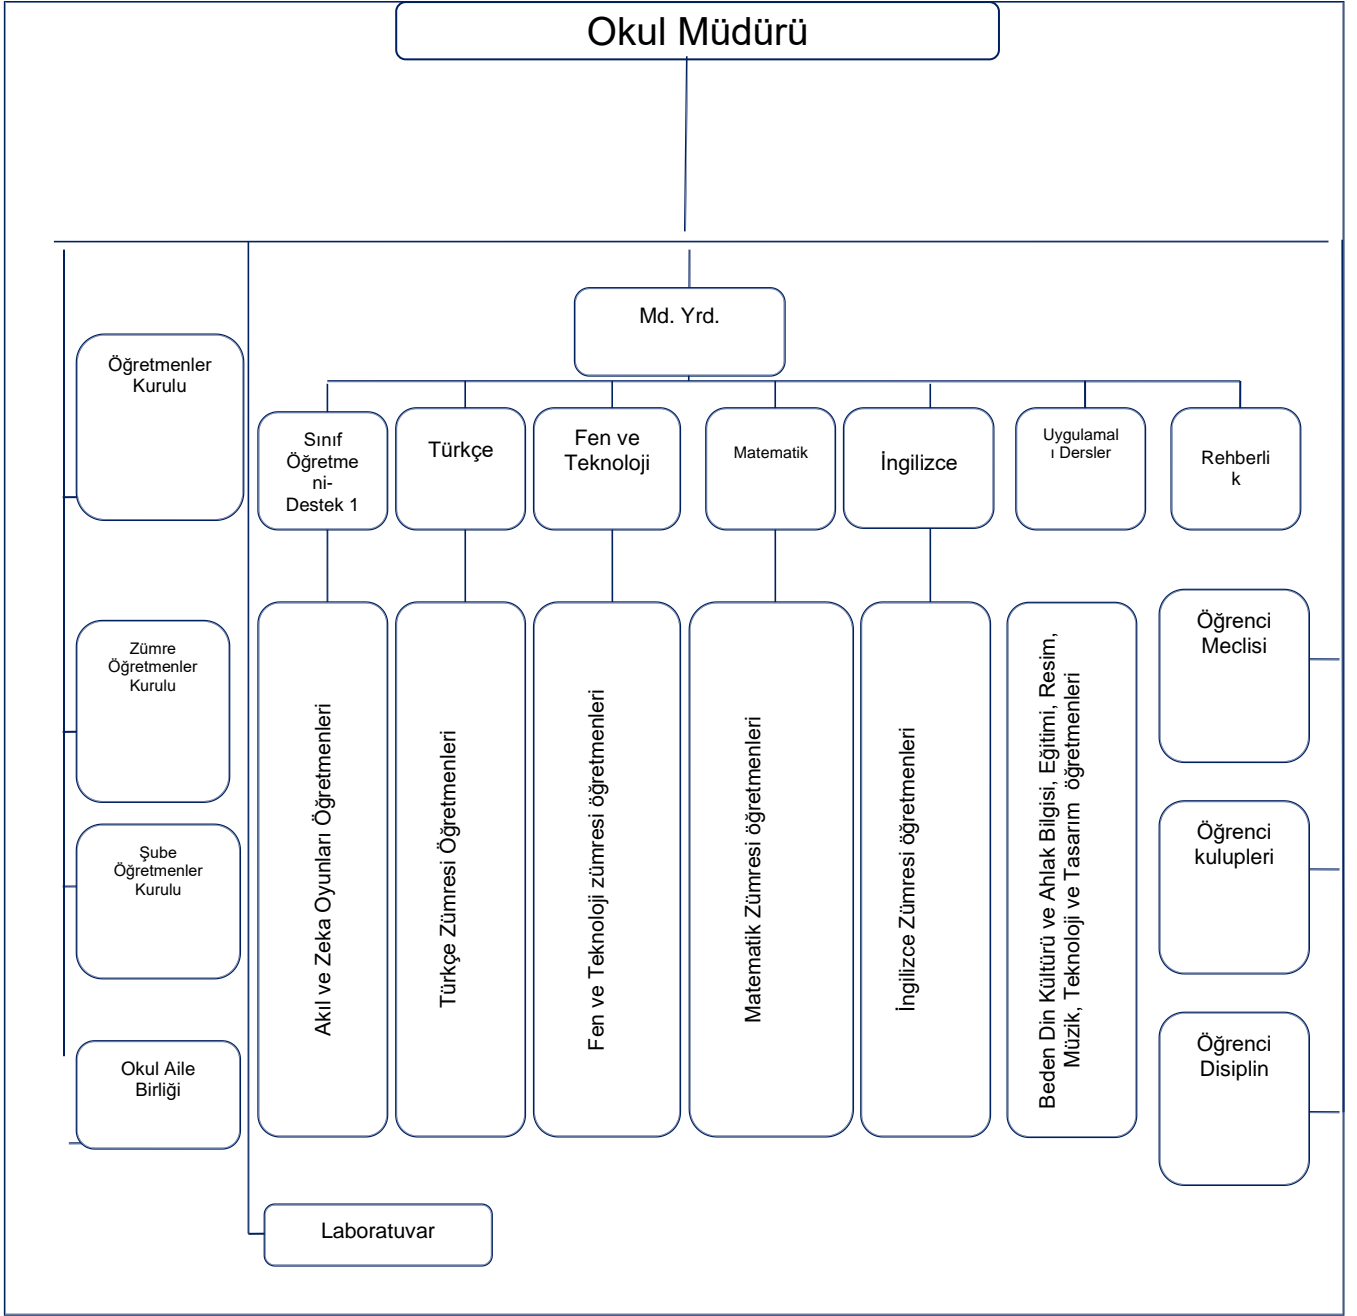 Okul Müdürü
Md. Yrd.
Öğretmenler
Kurulu
Sınıf
Öğretme
ni-
Destek 1
Türkçe
Fen ve
Teknoloji
Matematik
İngilizce
Uygulamal
ı Dersler
Rehberli
k
Zümre
Öğretmenler
Kurulu
Şube
Öğretmenler
Kurulu
Okul Aile
Birliği
Akıl ve Zeka Oyunları Öğretmenleri
Türkçe Zümresi Öğretmenleri
Fen ve Teknoloji zümresi öğretmenleri
Matematik Zümresi öğretmenleri
İngilizce Zümresi öğretmenleri
Beden Din Kültürü ve Ahlak Bilgisi, Eğitimi, Resim,
Müzik, Teknoloji ve Tasarım  öğretmenleri
Öğrenci
Meclisi
Öğrenci
kulupleri
Öğrenci
Disiplin
Laboratuvar